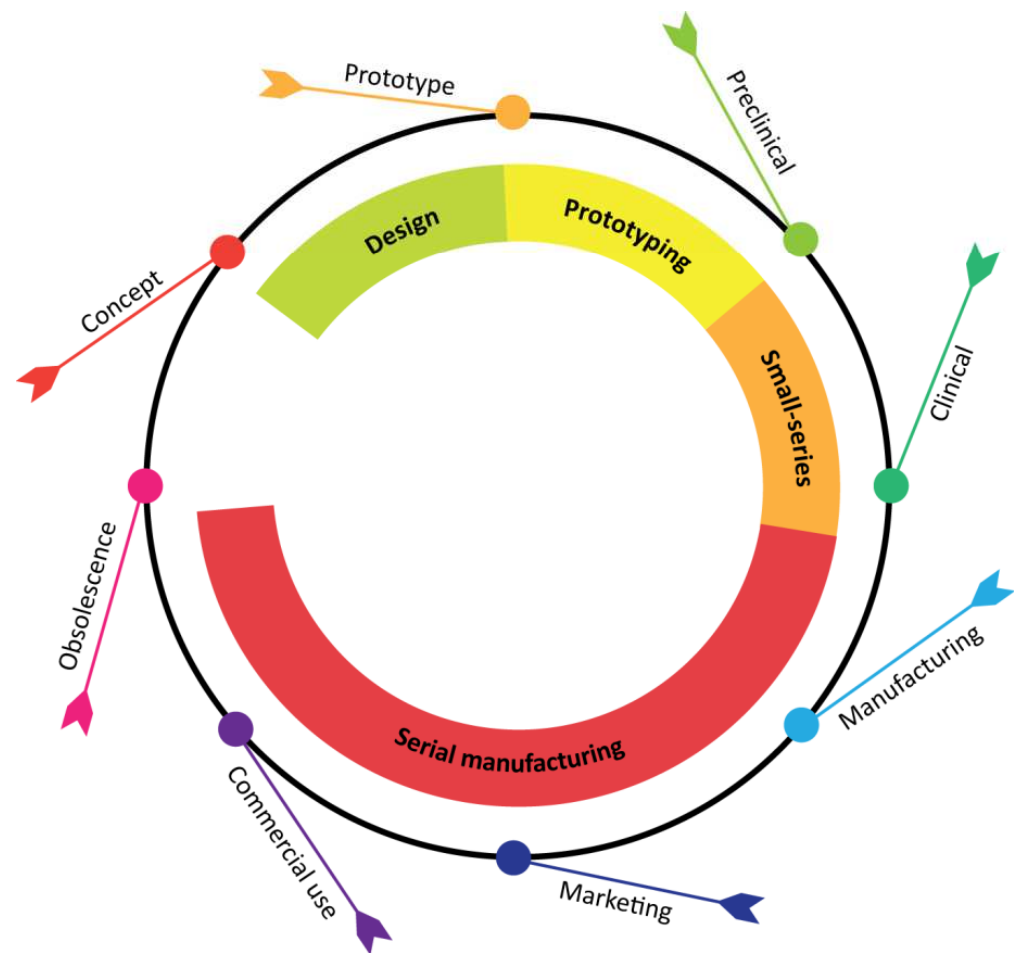 Prototype
Preclinical
Concept
Design
Prototyping
Small-series
Clinical
Obsolescence
Manufacturing
Serial manufacturing
Commercial use
Marketing